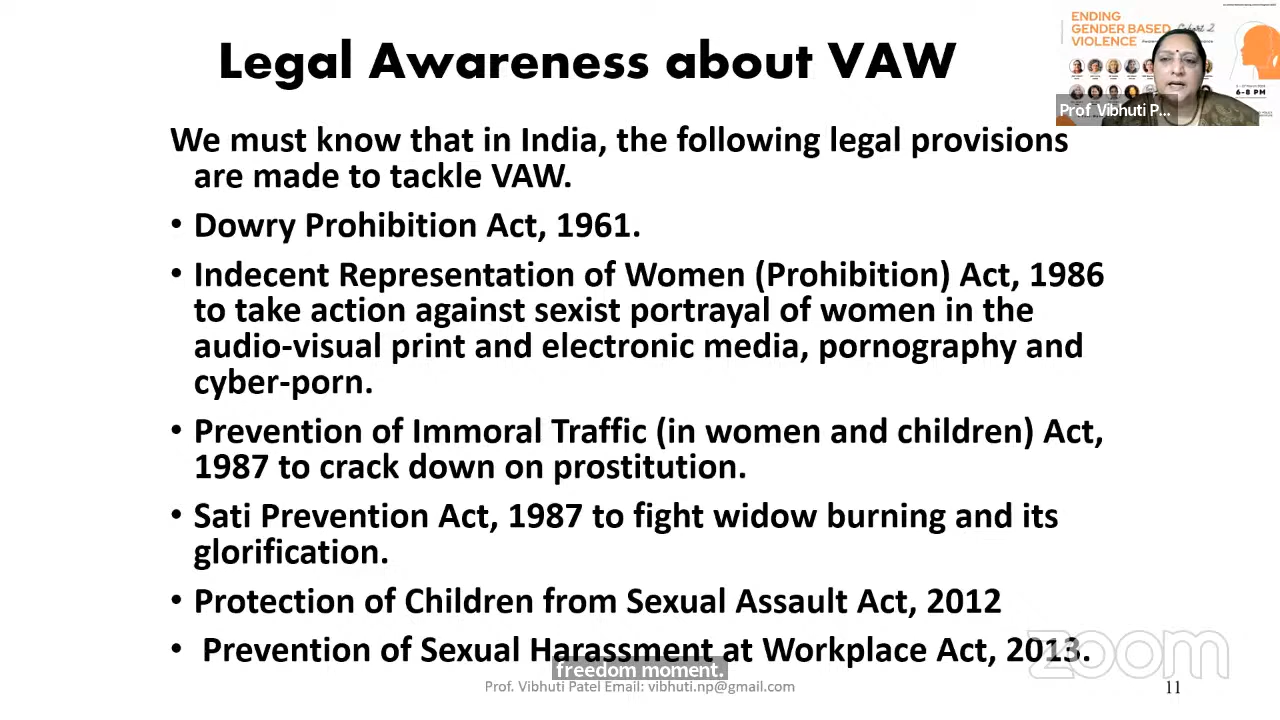 Legal Awareness about VAW
ENDING
GENDER BASED
VIOLENCE
Cohort 2
6-8 PM
Prof Vibhuti P...
We must know that in India, the following legal provisions
are made to tackle VAW.
• Dowry Prohibition Act, 1961.
• Indecent Representation of Women (Prohibition) Act, 1986
to take action against sexist portrayal of women in the
audio-visual print and electronic media, pornography and
cyber-porn.
• Prevention of Immoral Traffic (in women and children) Act,
1987 to crack down on prostitution.
• Sati Prevention Act, 1987 to fight widow burning and its
glorification.
• Protection of Children from Sexual Assault Act, 2012
• Prevention of Sexual Harassment at Workplace Act, 2013.
zoom
freedom moment.
Prof. Vibhuti Patel Email: vibhuti.np@gmail.com
11